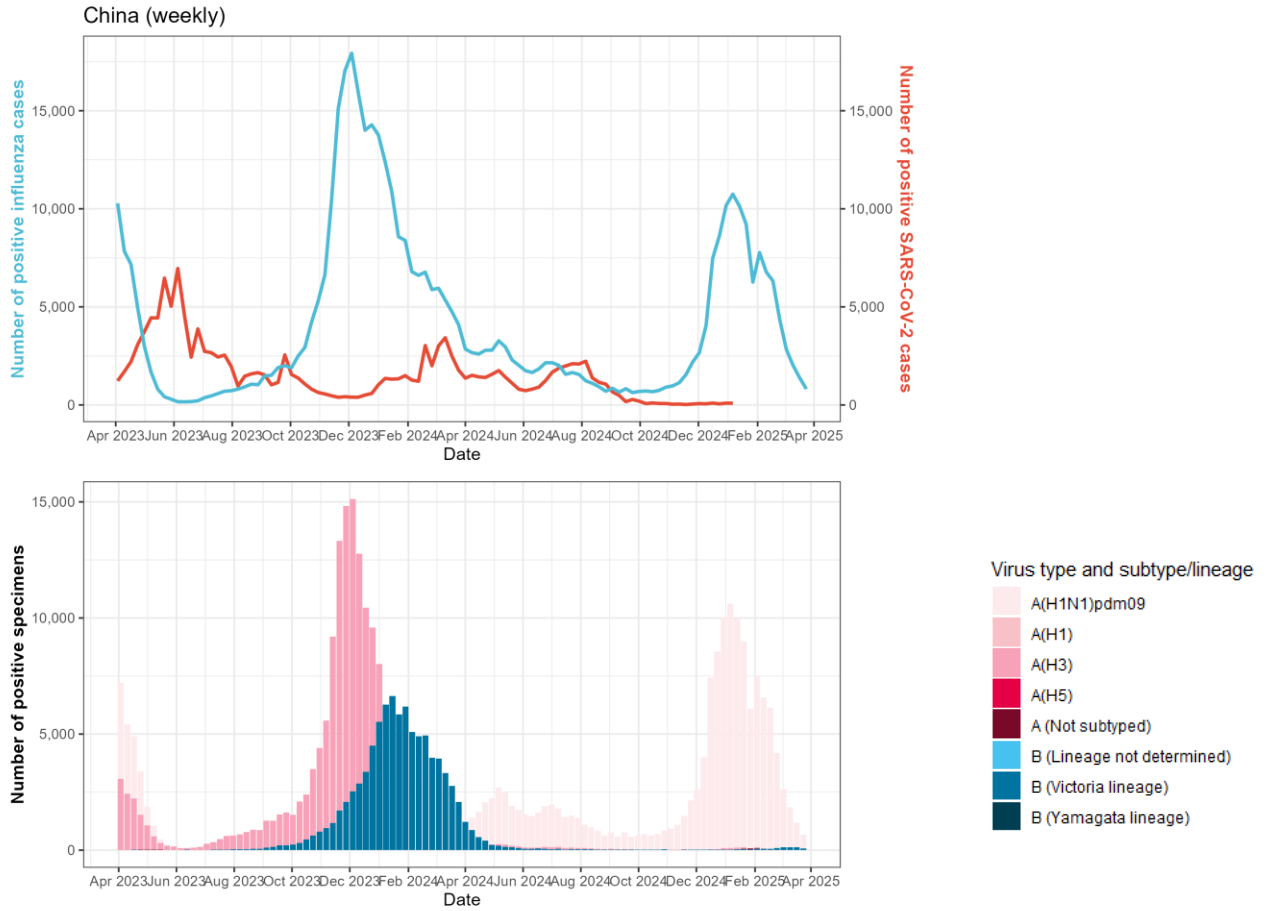 China (weekly)
Number of positive influenza cases
15,000
10,000
5,000
0
15,000
10,000
5,000
0
Number of positive SARS-CoV-2 cases
Apr 2023 Jun 2023 Aug 2023 Oct 2023 Dec 2023 Feb 2024 Apr 2024 Jun 2024 Aug 2024 Oct 2024 Dec 2024 Feb 2025 Apr 2025
Date
Number of positive specimens
15,000
10,000
5,000
0
Apr 2023 Jun 2023 Aug 2023 Oct 2023 Dec 2023 Feb 2024 Apr 2024 Jun 2024 Aug 2024 Oct 2024 Dec 2024 Feb 2025 Apr 2025
Date
Virus type and subtype/lineage
A(H1N1)pdm09
A(H1)
A(H3)
A(H5)
A (Not subtyped)
B (Lineage not determined)
B (Victoria lineage)
B (Yamagata lineage)